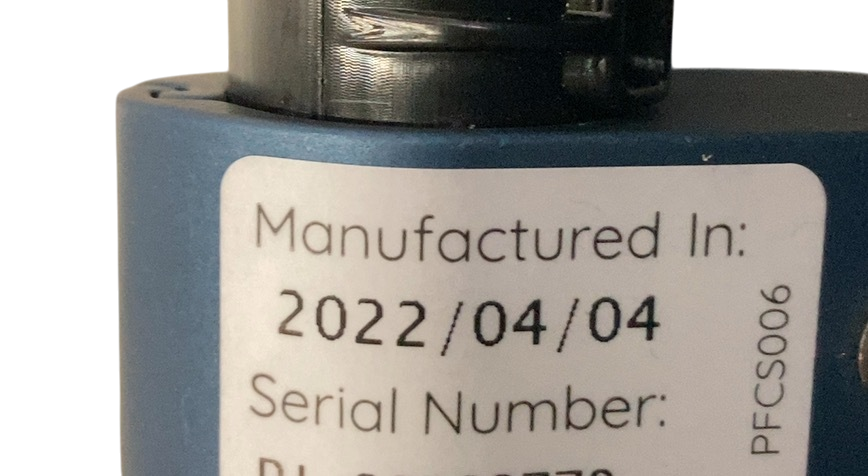 Manufactured In:
2022/04/04
Serial Number:
PFCS006